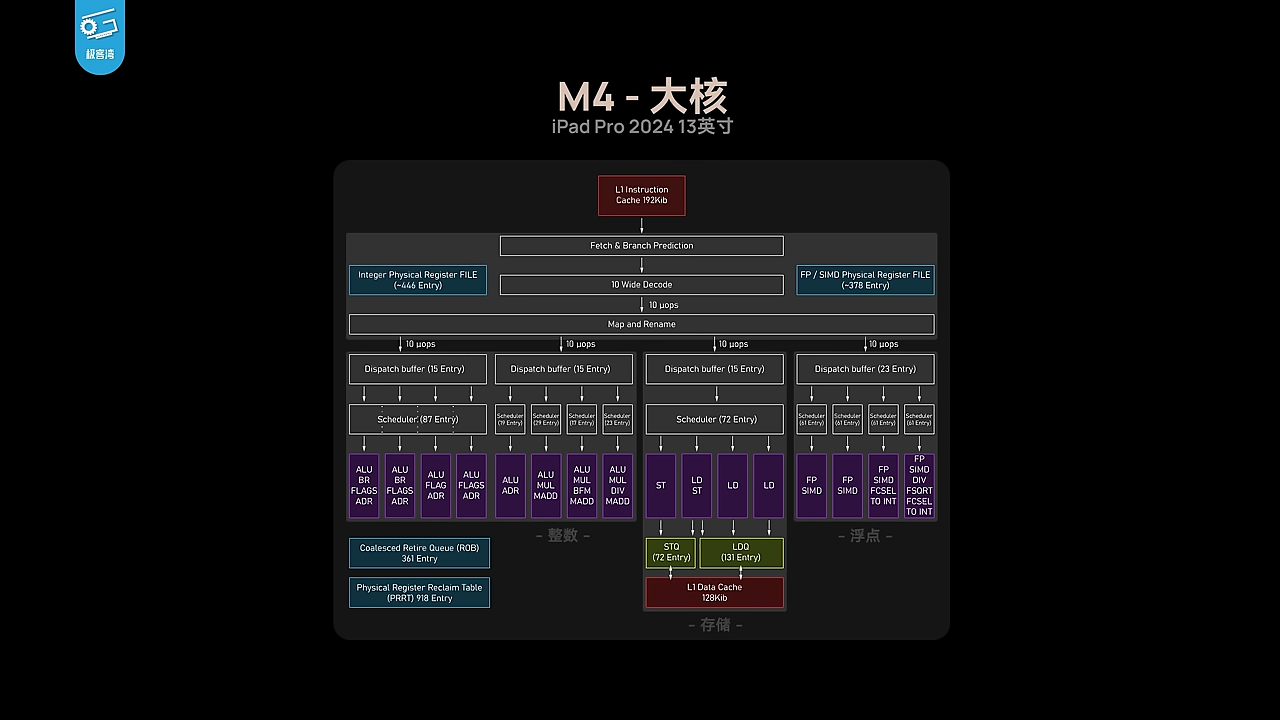 极客湾
M4 - 大核
iPad Pro 2024 13英寸
L1 Instruction
Cache 192Kib
Fetch & Branch Prediction
Integer Physical Register FILE
(~446 Entry)
10 Wide Decode
FP / SIMD Physical Register FILE
(~378 Entry)
10 μops
Map and Rename
10 μops
10 μops
10 μops
10 μops
Dispatch buffer (15 Entry)
Dispatch buffer (15 Entry)
Dispatch buffer (15 Entry)
Dispatch buffer (23 Entry)
Scheduler (87 Entry)
Scheduler
(19 Entry)
Scheduler
(29 Entry)
Scheduler
(17 Entry)
Scheduler
(23 Entry)
Scheduler (72 Entry)
Scheduler
(61 Entry)
Scheduler
(61 Entry)
Scheduler
(61 Entry)
Scheduler
(61 Entry)
ALU
BR
FLAGS
ADR
ALU
BR
FLAGS
ADR
ALU
FLAG
ADR
ALU
FLAGS
ADR
ALU
ADR
ALU
MUL
MADD
ALU
MUL
BFM
MADD
ALU
MUL
DIV
MADD
ST
LD
ST
LD
LD
FP
SIMD
FP
SIMD
FP
SIMD
FCSEL
TO INT
FP
SIMD
DIV
FSQRT
FCSEL
TO INT
- 整数 -
- 浮点 -
STQ
(72 Entry)
LDQ
(131 Entry)
Coalesced Retire Queue (ROB)
361 Entry
Physical Register Reclaim Table
(PRRT) 918 Entry
L1 Data Cache
128Kib
- 存储 -